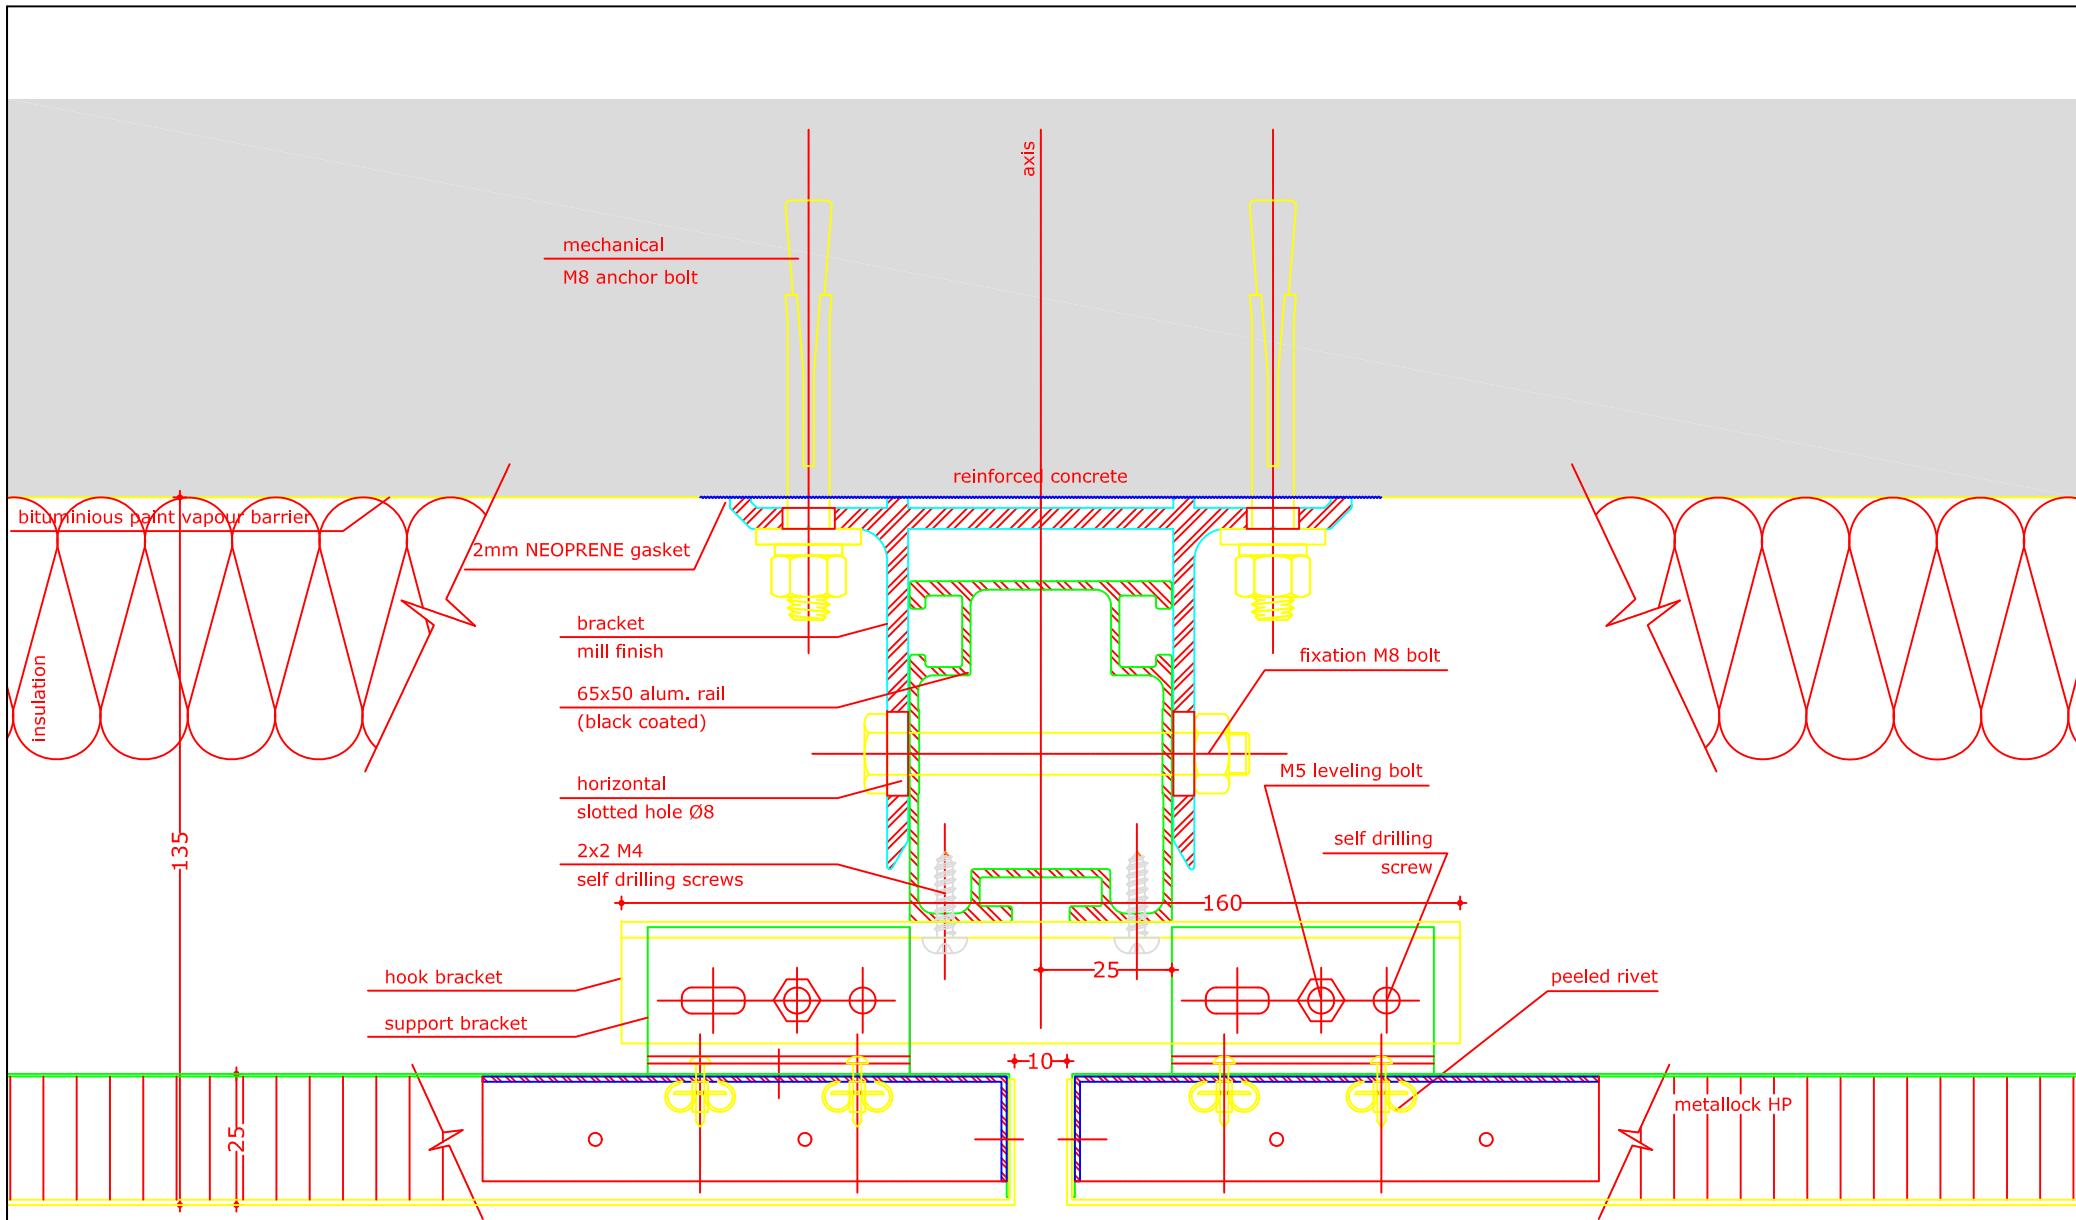 axis
mechanical
M8 anchor bolt
reinforced concrete
bituminious paint vapour barrier
2mm NEOPRENE gasket
insulation
bracket
mill finish
65x50 alum. rail
(black coated)
horizontal
slotted hole Ø8
2x2 M4
self drilling screws
fixation M8 bolt
M5 leveling bolt
self drilling
screw
135
160
25
hook bracket
support bracket
peeled rivet
10
25
metallock HP